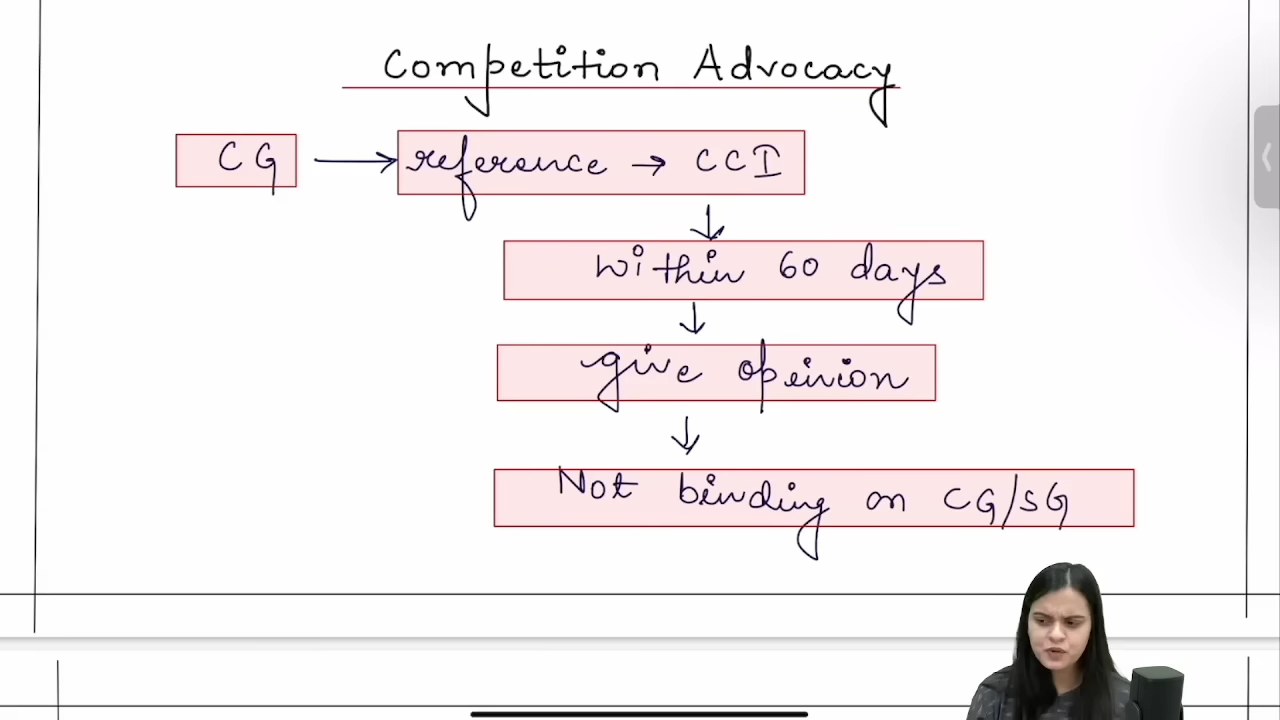 Competition Advocacy
CG → reference → CCI
↓
within 60 days
↓
give opinion
↓
Not binding on CG/SG